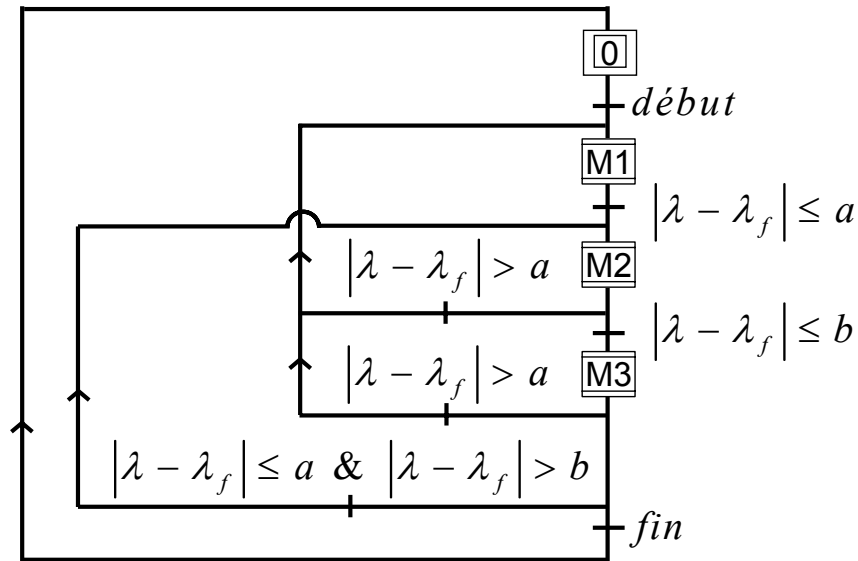 0
début
M1
|λ − λ_f| ≤ a
|λ − λ_f| > a
M2
|λ − λ_f| ≤ b
|λ − λ_f| > a
M3
|λ − λ_f| ≤ a & |λ − λ_f| > b
fin